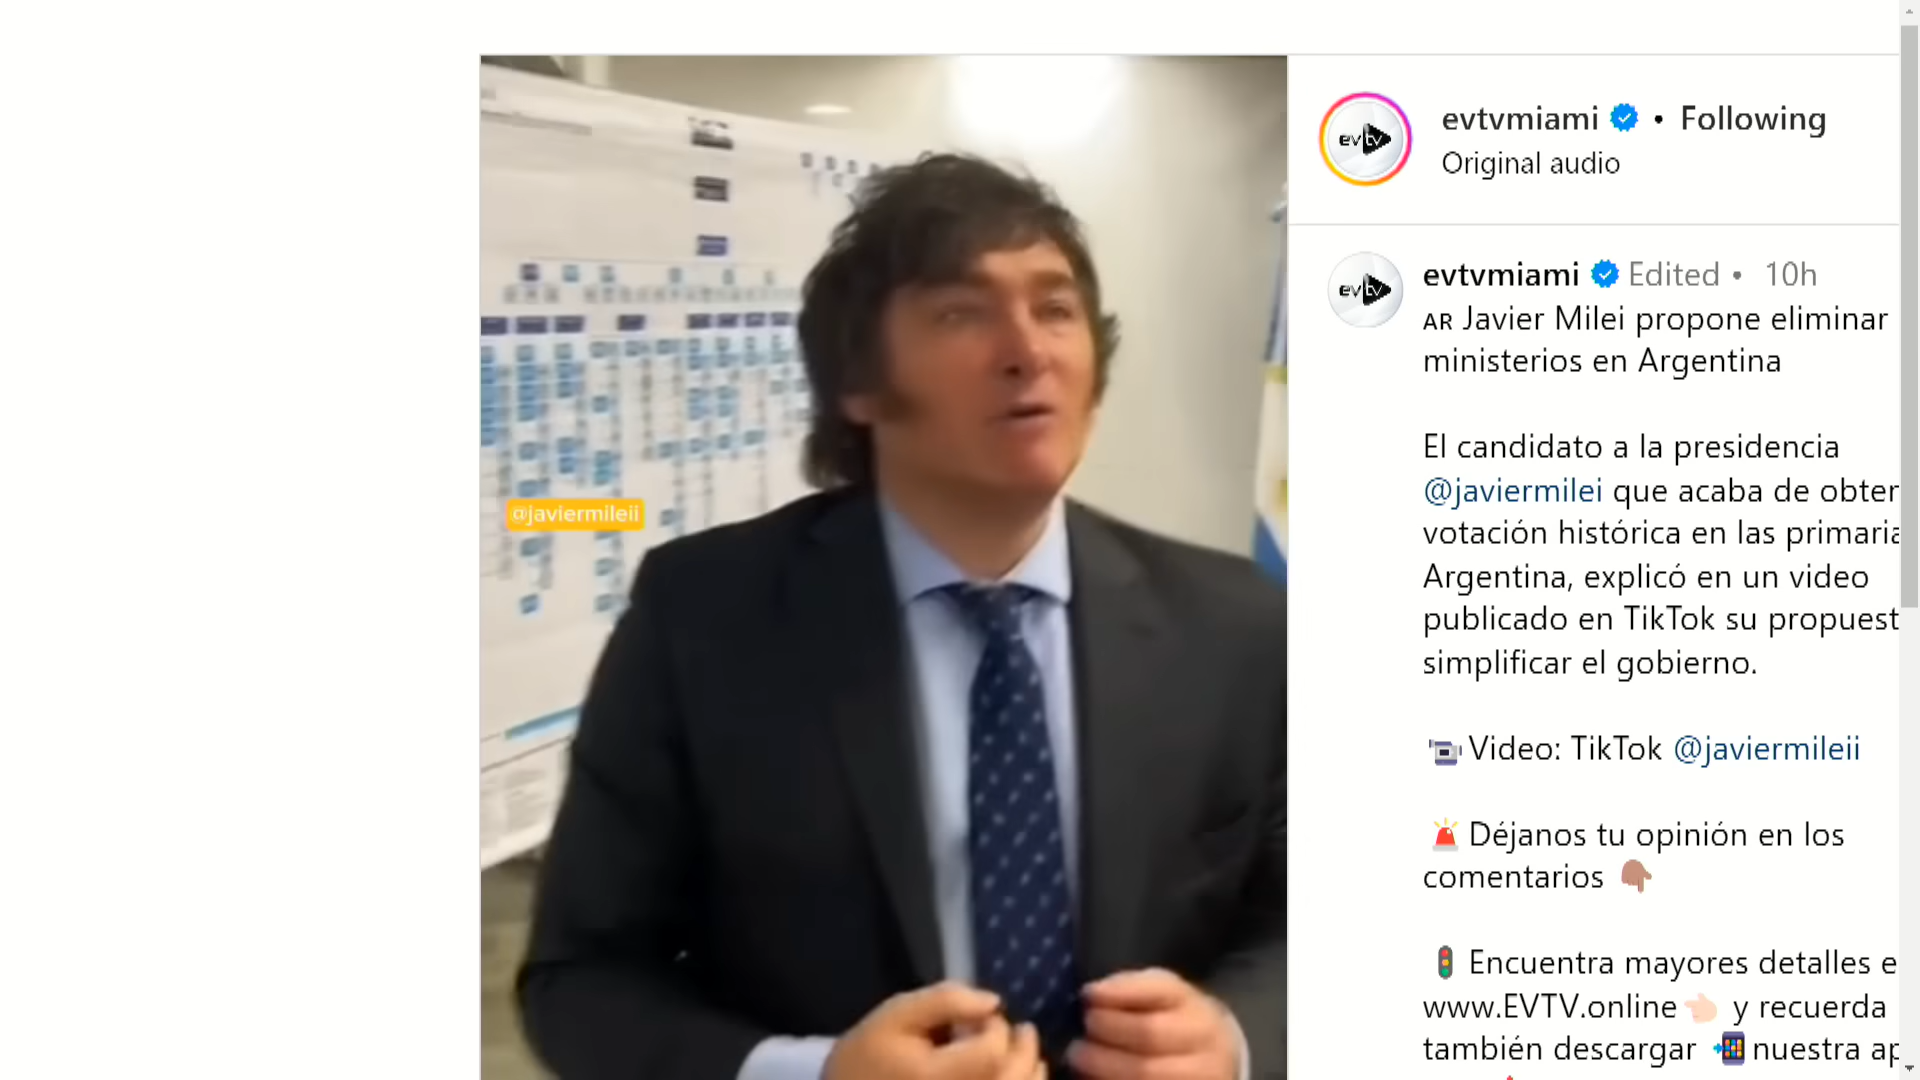 evtvmiami • Following
Original audio
evtvmiami Edited • 10h
AR Javier Milei propone eliminar
ministerios en Argentina
El candidato a la presidencia
@javiermilei que acaba de obter
votación histórica en las primaria
Argentina, explicó en un video
publicado en TikTok su propuest
simplificar el gobierno.
Video: TikTok @javiermileii
Déjanos tu opinión en los
comentarios
Encuentra mayores detalles e
www.EVTV.online y recuerda
también descargar nuestra ap
@javiermileii
evtv
evtv